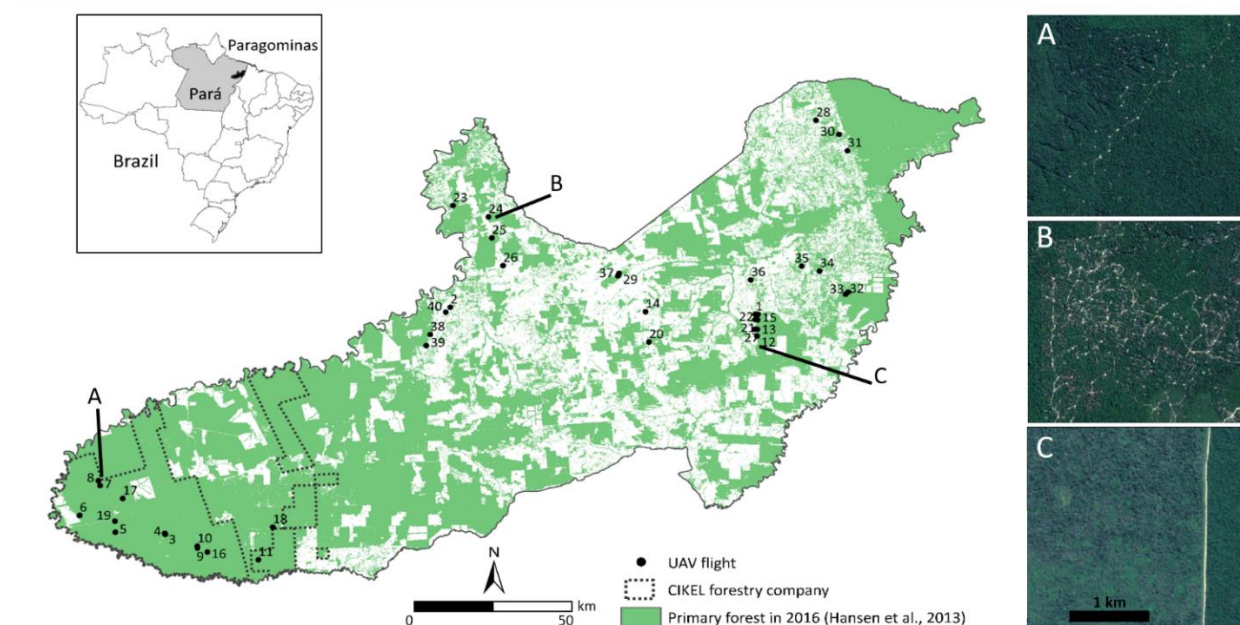 Paragominas
Pará
Brazil
A
B
C
28
30
31
23
24
B
25
26
37
29
35
34
36
33
32
2
40
38
39
14
20
1
22
15
21
13
27
12
C
A
8
7
6
17
19
5
4
3
10
9
16
18
11
N
km
0
50
UAV flight
CIKEL forestry company
Primary forest in 2016 (Hansen et al., 2013)
1 km